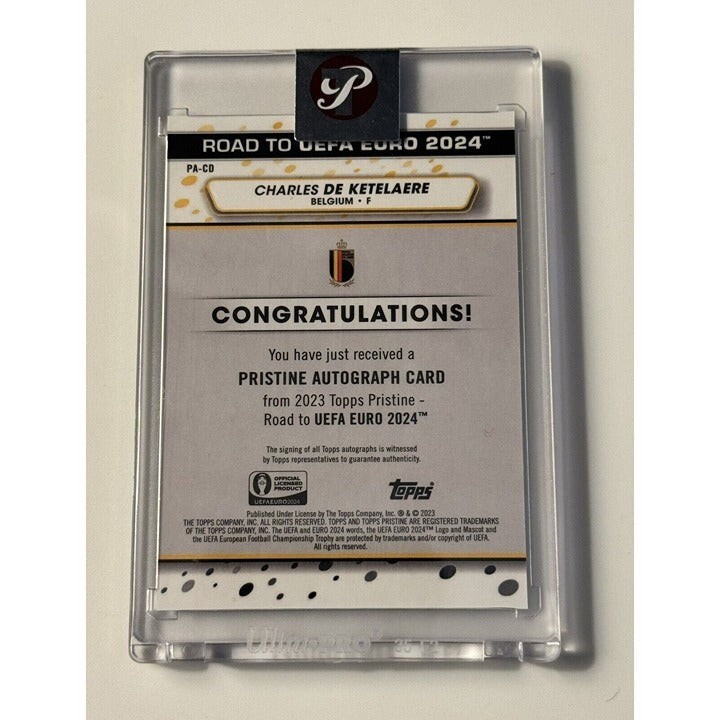 P
ROAD TO UEFA EURO 2024™
PA-CD
CHARLES DE KETELAERE
BELGIUM • F
CONGRATULATIONS!
You have just received a
PRISTINE AUTOGRAPH CARD
from 2023 Topps Pristine -
Road to UEFA EURO 2024™
The signing of all Topps autographs is witnessed
by Topps representatives to guarantee authenticity.
OFFICIAL
LICENSED
PRODUCT
UEFAEURO2024
Topps
Published Under License by The Topps Company, Inc. ® & © 2023
THE TOPPS COMPANY, INC. ALL RIGHTS RESERVED. TOPPS AND TOPPS PRISTINE ARE REGISTERED TRADEMARKS
OF THE TOPPS COMPANY, INC. The UEFA and EURO 2024 words, the UEFA EURO 2024™ Logo and Mascot and
the UEFA European Football Championship Trophy are protected by trademarks and/or copyright of UEFA.
All rights reserved.